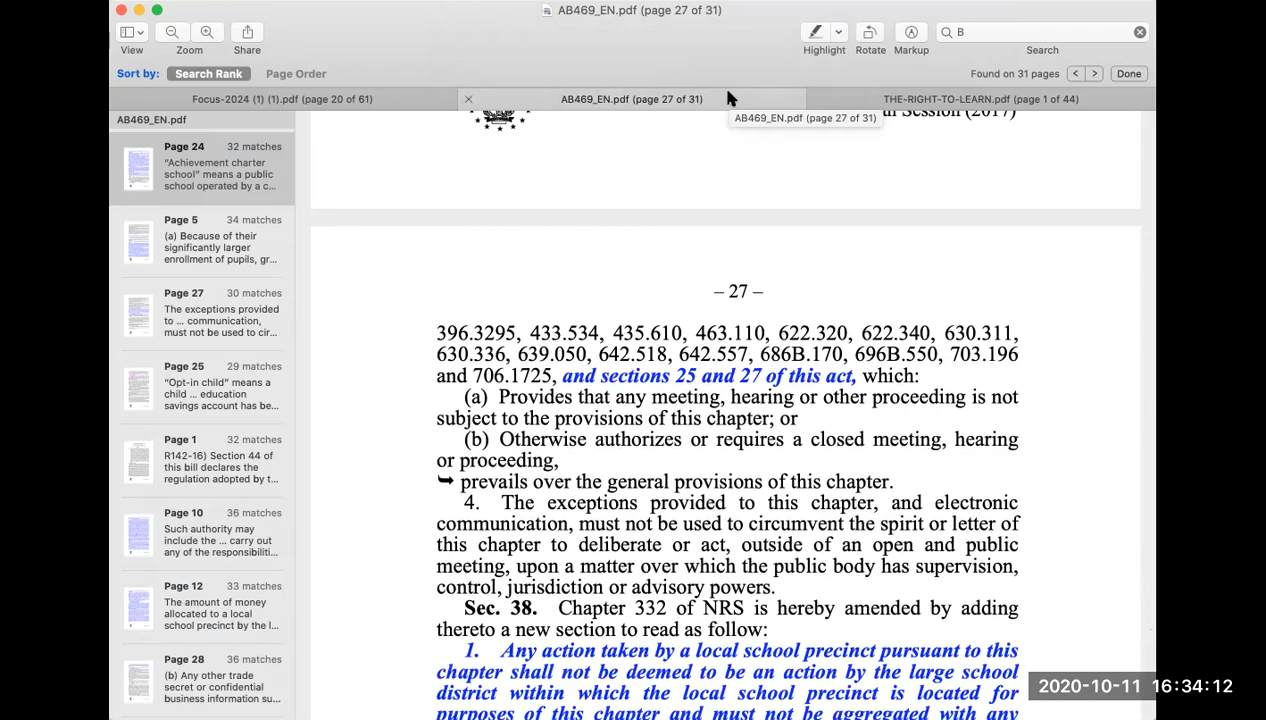 AB469_EN.pdf (page 27 of 31)
View
Zoom
Share
Highlight
Rotate
Markup
B
Search
Sort by:
Search Rank
Page Order
Found on 31 pages
Done
Focus-2024 (1) (1).pdf (page 20 of 61)
AB469_EN.pdf (page 27 of 31)
THE-RIGHT-TO-LEARN.pdf (page 1 of 44)
AB469_EN.pdf (page 27 of 31)
AB469_EN.pdf
Page 24 32 matches
“Achievement charter
school” means a public
school operated by a c...
Page 5 34 matches
(a) Because of their
significantly larger
enrollment of pupils, gr...
Page 27 30 matches
The exceptions provided
to ... communication,
must not be used to cir...
Page 25 29 matches
“Opt-in child” means a
child ... education
savings account has be...
Page 1 32 matches
R142-16) Section 44 of
this bill declares the
regulation adopted by t...
Page 10 36 matches
Such authority may
include the ... carry out
any of the responsibiliti...
Page 12 33 matches
The amount of money
allocated to a local
school precinct by the l...
Page 28 36 matches
(b) Any other trade
secret or confidential
business information su...
Session (2017)
– 27 –
396.3295, 433.534, 435.610, 463.110, 622.320, 622.340, 630.311,
630.336, 639.050, 642.518, 642.557, 686B.170, 696B.550, 703.196
and 706.1725, and sections 25 and 27 of this act, which:
(a) Provides that any meeting, hearing or other proceeding is not
subject to the provisions of this chapter; or
(b) Otherwise authorizes or requires a closed meeting, hearing
or proceeding,
➥ prevails over the general provisions of this chapter.
4. The exceptions provided to this chapter, and electronic
communication, must not be used to circumvent the spirit or letter of
this chapter to deliberate or act, outside of an open and public
meeting, upon a matter over which the public body has supervision,
control, jurisdiction or advisory powers.
Sec. 38. Chapter 332 of NRS is hereby amended by adding
thereto a new section to read as follow:
1. Any action taken by a local school precinct pursuant to this
chapter shall not be deemed to be an action by the large school
district within which the local school precinct is located for
purposes of this chapter and must not be aggregated with any
2020-10-11 16:34:12